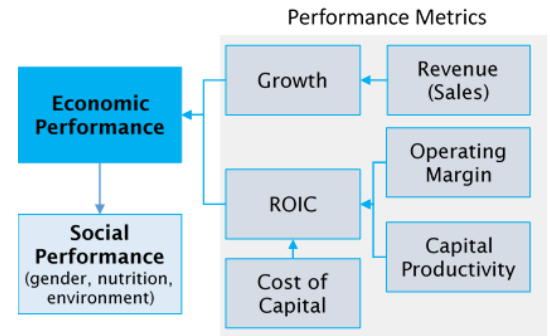 Performance Metrics
Economic
Performance
Growth
Revenue
(Sales)
Operating
Margin
ROIC
Social
Performance
(gender, nutrition,
environment)
Capital
Productivity
Cost of
Capital